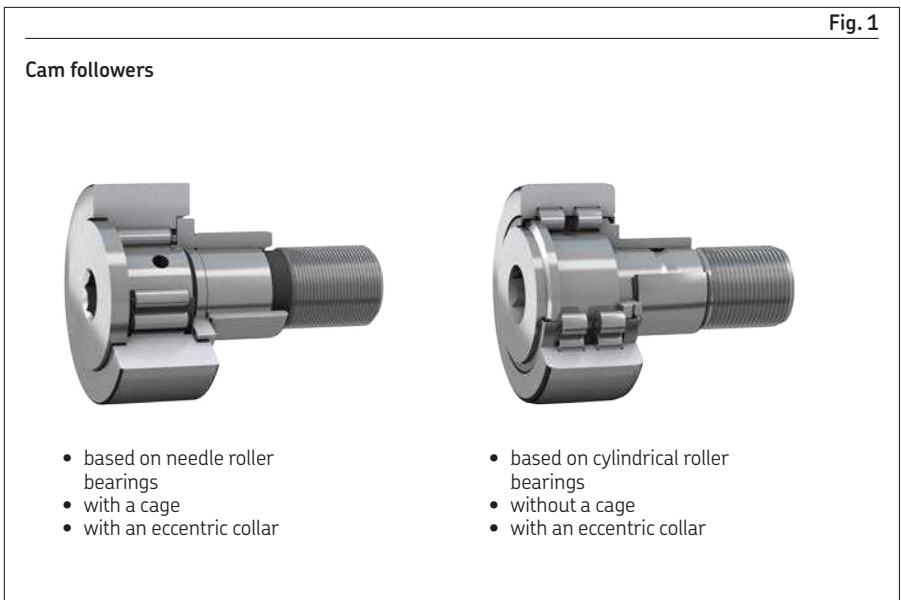 Fig. 1
Cam followers
• based on needle roller
bearings
• with a cage
• with an eccentric collar
• based on cylindrical roller
bearings
• without a cage
• with an eccentric collar